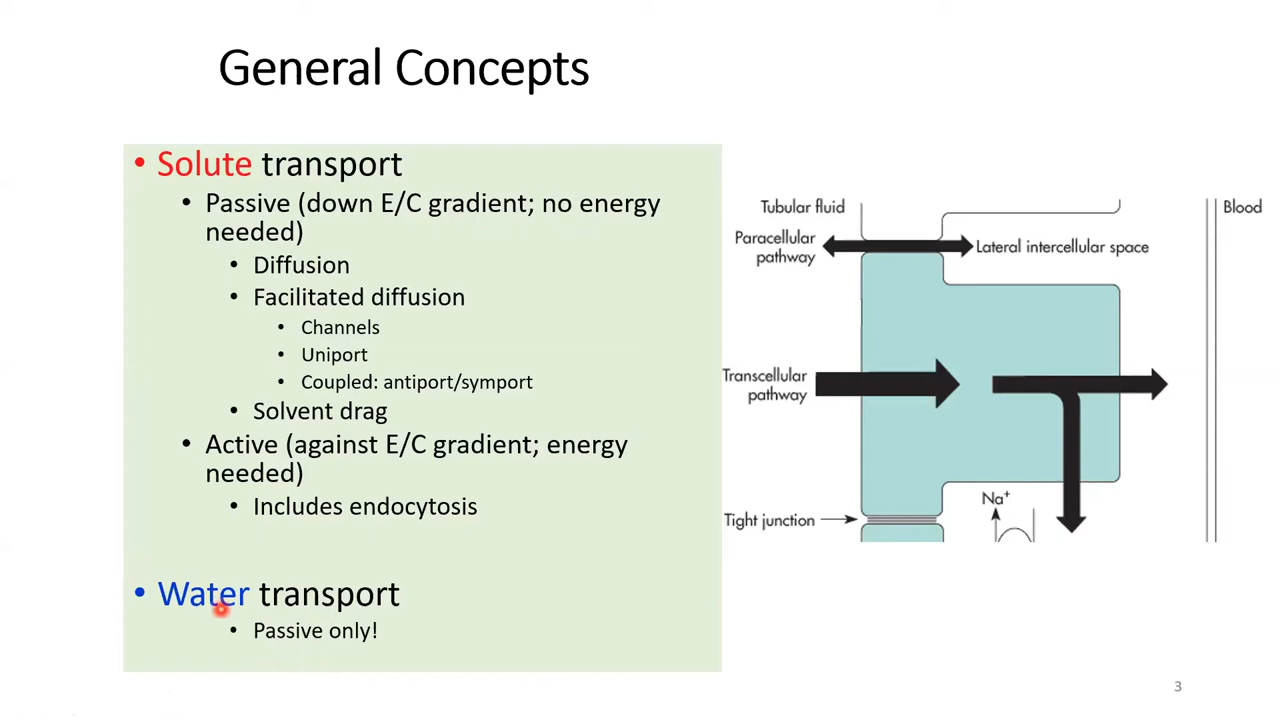 General Concepts
• Solute transport
• Passive (down E/C gradient; no energy
needed)
• Diffusion
• Facilitated diffusion
• Channels
• Uniport
• Coupled: antiport/symport
• Solvent drag
• Active (against E/C gradient; energy
needed)
• Includes endocytosis
• Water transport
• Passive only!
Tubular fluid
Blood
Paracellular
pathway
Lateral intercellular space
Transcellular
pathway
Na⁺
Tight junction
3